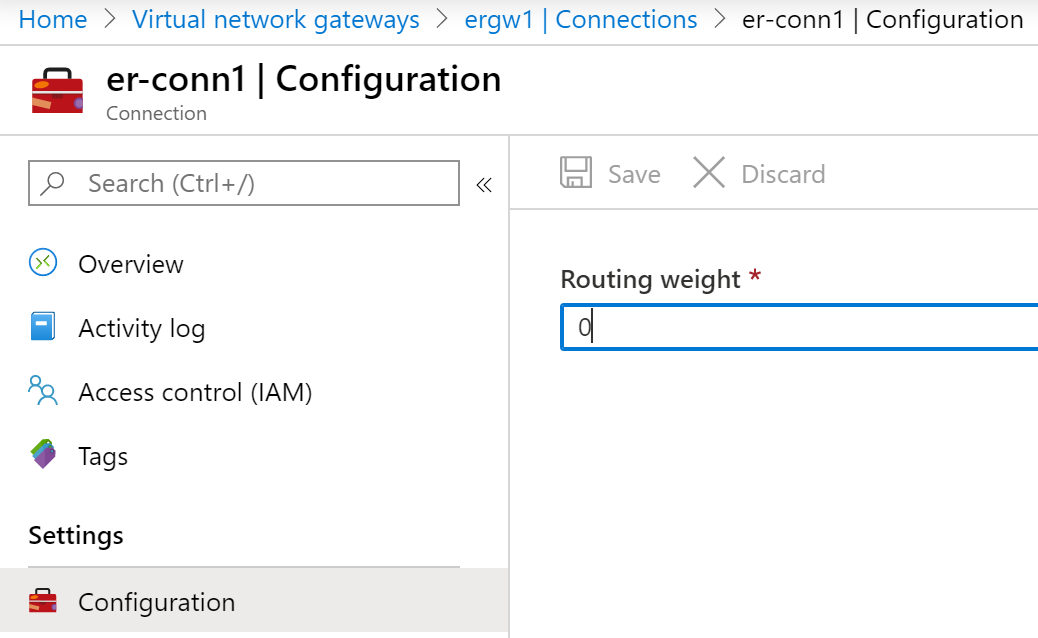 Home > Virtual network gateways > ergw1 | Connections > er-conn1 | Configuration
er-conn1 | Configuration
Connection
Search (Ctrl+/)
«
Save
Discard
Overview
Activity log
Access control (IAM)
Tags
Settings
Configuration
Routing weight *
0